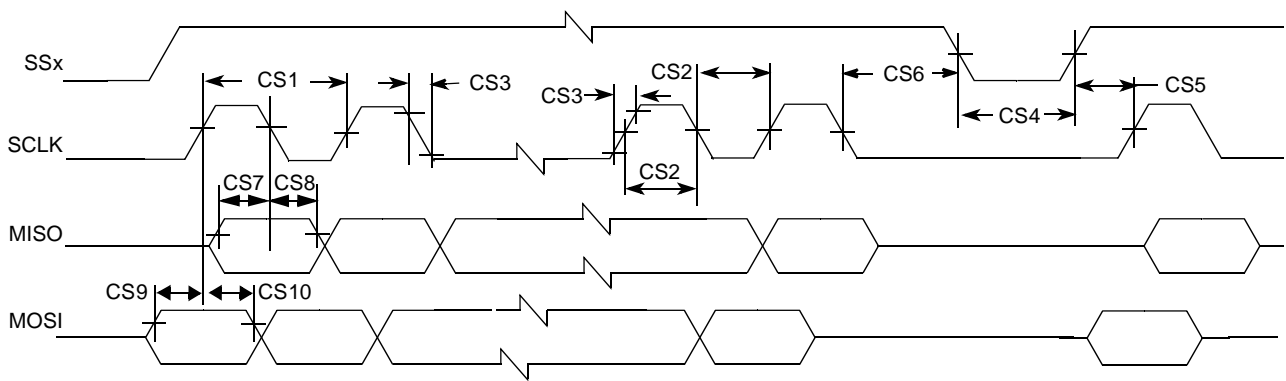 SSx
CS1
CS3
CS3
CS2
CS6
CS5
CS4
SCLK
CS2
CS7
CS8
MISO
CS9
CS10
MOSI